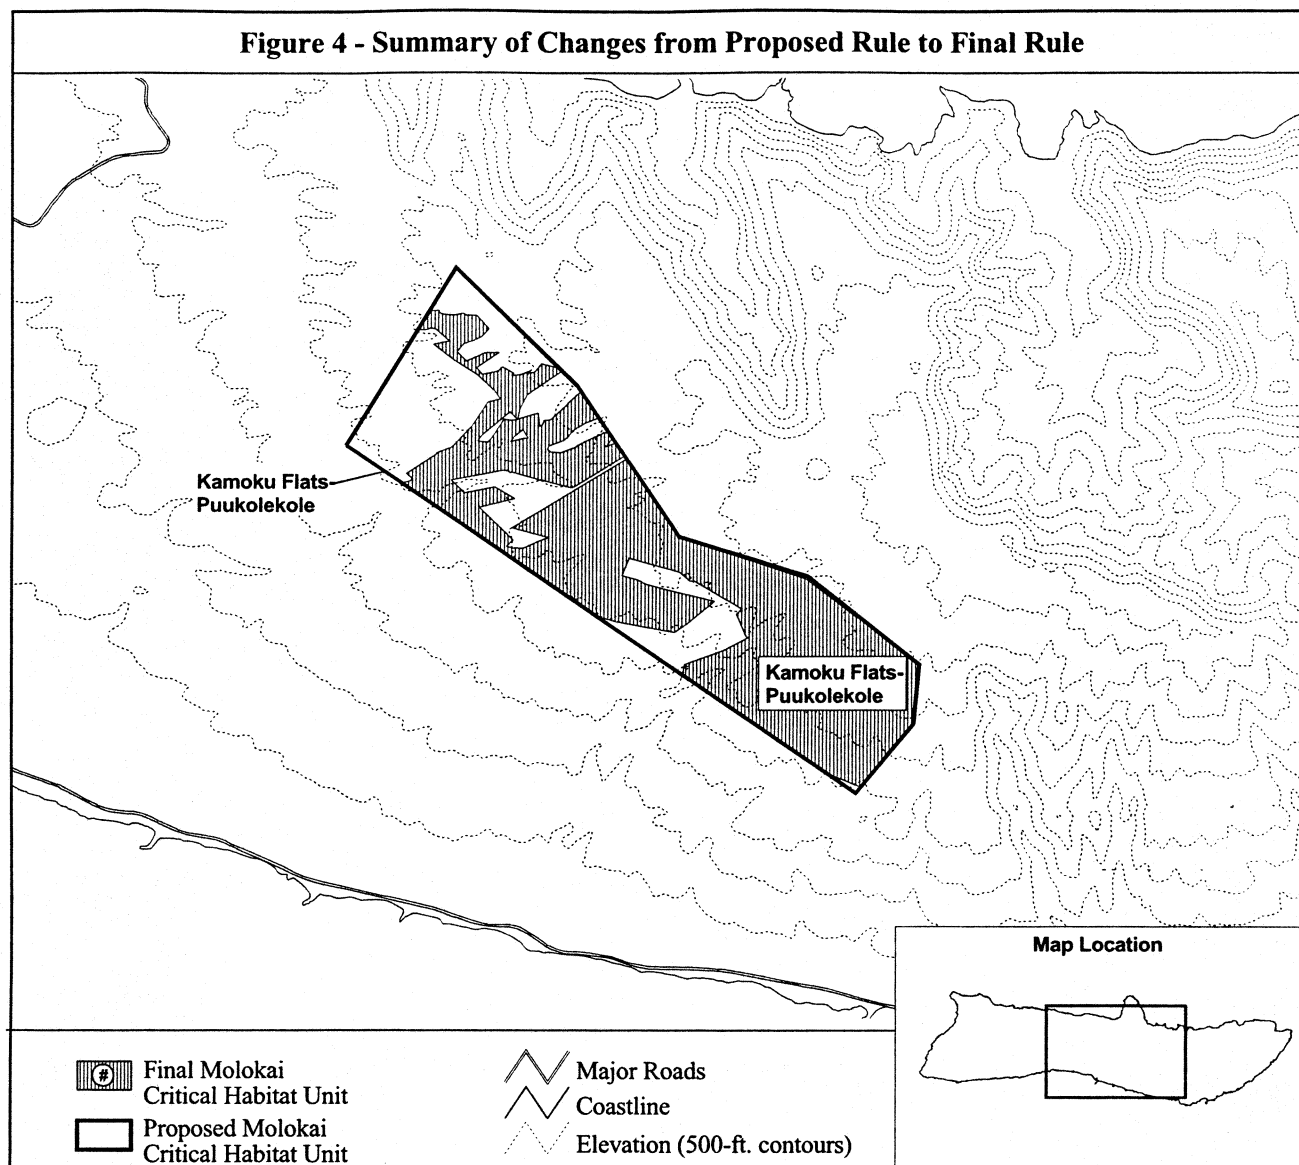 Figure 4 - Summary of Changes from Proposed Rule to Final Rule
Kamoku Flats-
Puukolekole
Kamoku Flats-
Puukolekole
Map Location
#
Final Molokai
Critical Habitat Unit
Proposed Molokai
Critical Habitat Unit
Major Roads
Coastline
Elevation (500-ft. contours)